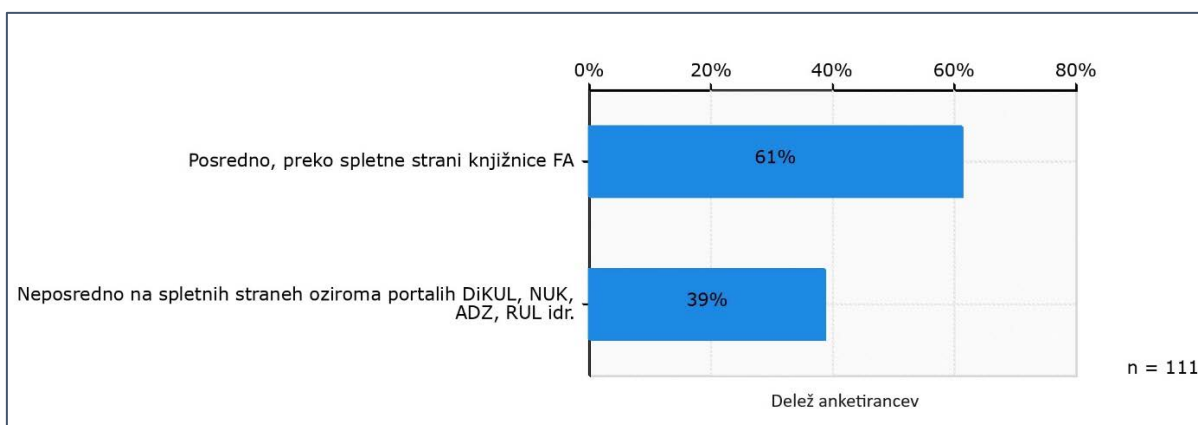 0% 20% 40% 60% 80%
Posredno, preko spletne strani knjižnice FA
61%
Neposredno na spletnih straneh oziroma portalih DiKUL, NUK,
ADZ, RUL idr.
39%
n = 111
Delež anketirancev